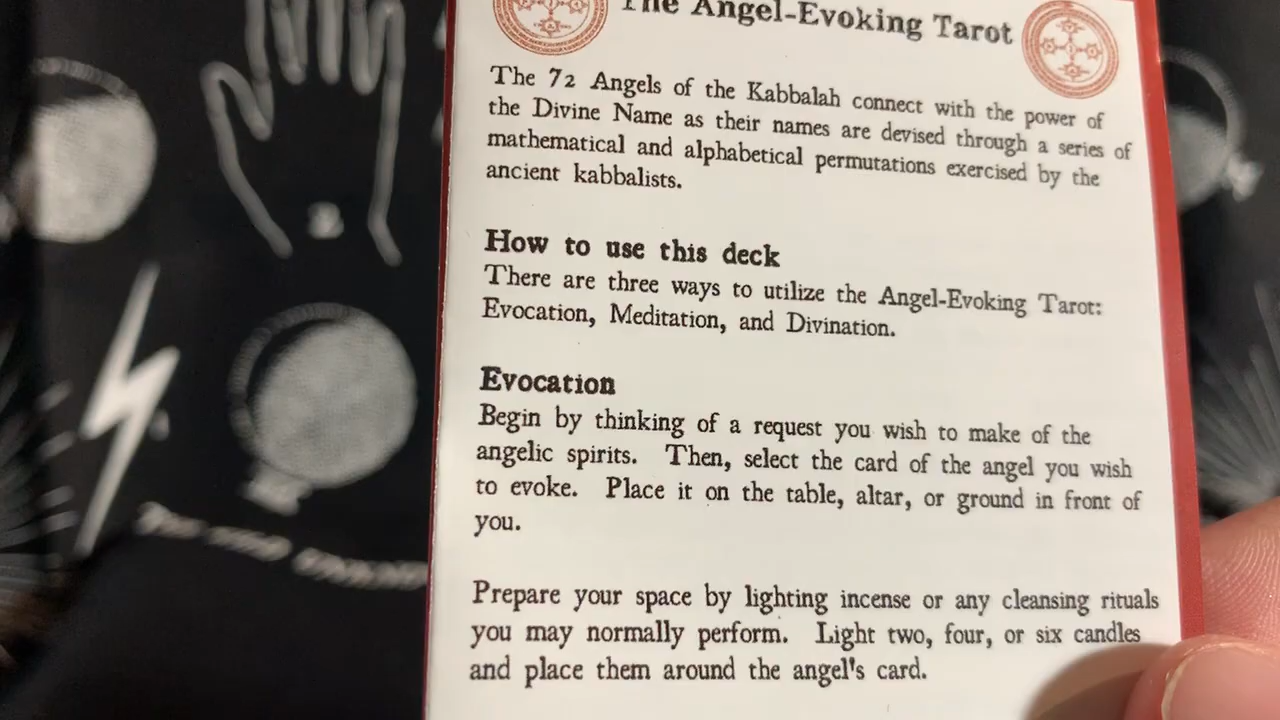 The Angel-Evoking Tarot
The 72 Angels of the Kabbalah connect with the power of
the Divine Name as their names are devised through a series of
mathematical and alphabetical permutations exercised by the
ancient kabbalists.
How to use this deck
There are three ways to utilize the Angel-Evoking Tarot:
Evocation, Meditation, and Divination.
Evocation
Begin by thinking of a request you wish to make of the
angelic spirits. Then, select the card of the angel you wish
to evoke. Place it on the table, altar, or ground in front of
you.
Prepare your space by lighting incense or any cleansing rituals
you may normally perform. Light two, four, or six candles
and place them around the angel's card.